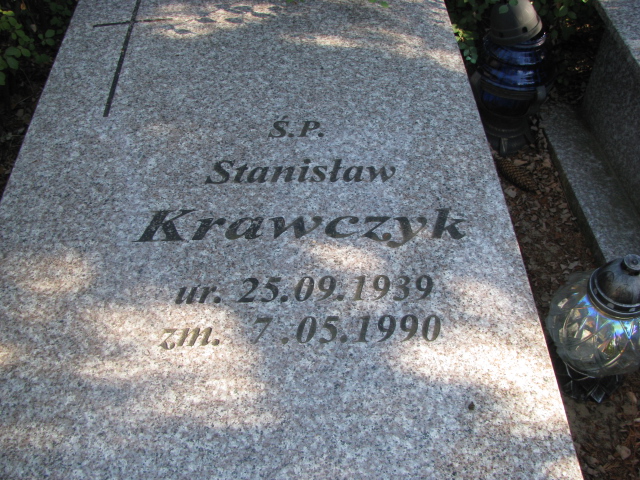 Ś.P.
Stanisław
Krawczyk
ur. 25.09.1939
zm. 7.05.1990